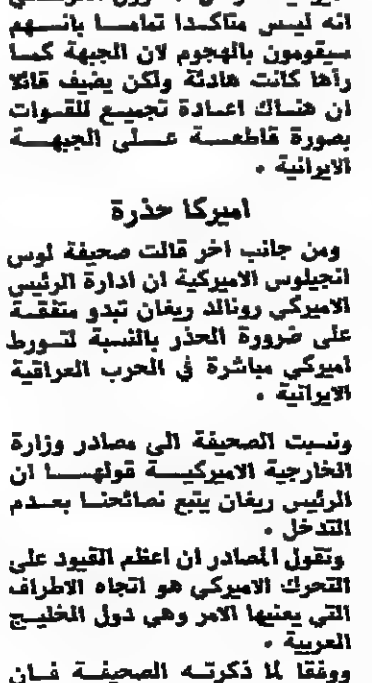 انه ليس متاكدا تماما بانهم
سيقومون بالهجوم لان الجبهة كما
رآها كانت هادئة ولكن يضيف قائلا
ان هناك اعادة تجميع للقوات
بصورة قاطعة على الجبهة
الايرانية .
اميركا حذرة
ومن جانب اخر قالت صحيفة لوس
انجيلوس الاميركية ان ادارة الرئيس
الاميركي رونالد ريغان تبدو متفقة
على ضرورة الحذر بالنسبة لتورط
اميركي مباشرة في الحرب العراقية
الايرانية .
ونسبت الصحيفة الى مصادر وزارة
الخارجية الاميركية قولها ان
الرئيس ريغان يتبع نصائحنا بعدم
التدخل .
وتقول المصادر ان اعظم القيود على
التحرك الاميركي هو اتجاه الاطراف
التي يعنيها الامر وهي دول الخليج
العربية .
ووفقا لما ذكرته الصحيفة فان